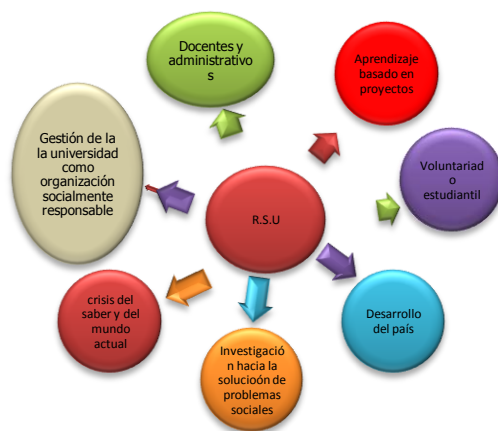 Docentes y
administrativo
s
Aprendizaje
basado en
proyectos
Gestión de la
la universidad
como
organización
socialmente
responsable
Voluntariad
o
estudiantil
R.S.U
crisis del
saber y del
mundo
actual
Desarrollo
del país
Investigació
n hacia la
solucioón de
problemas
sociales